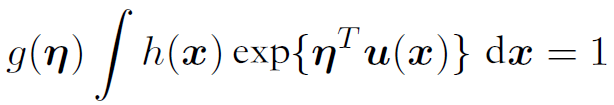 g(η) ∫ h(x) exp{η^T u(x)} dx = 1